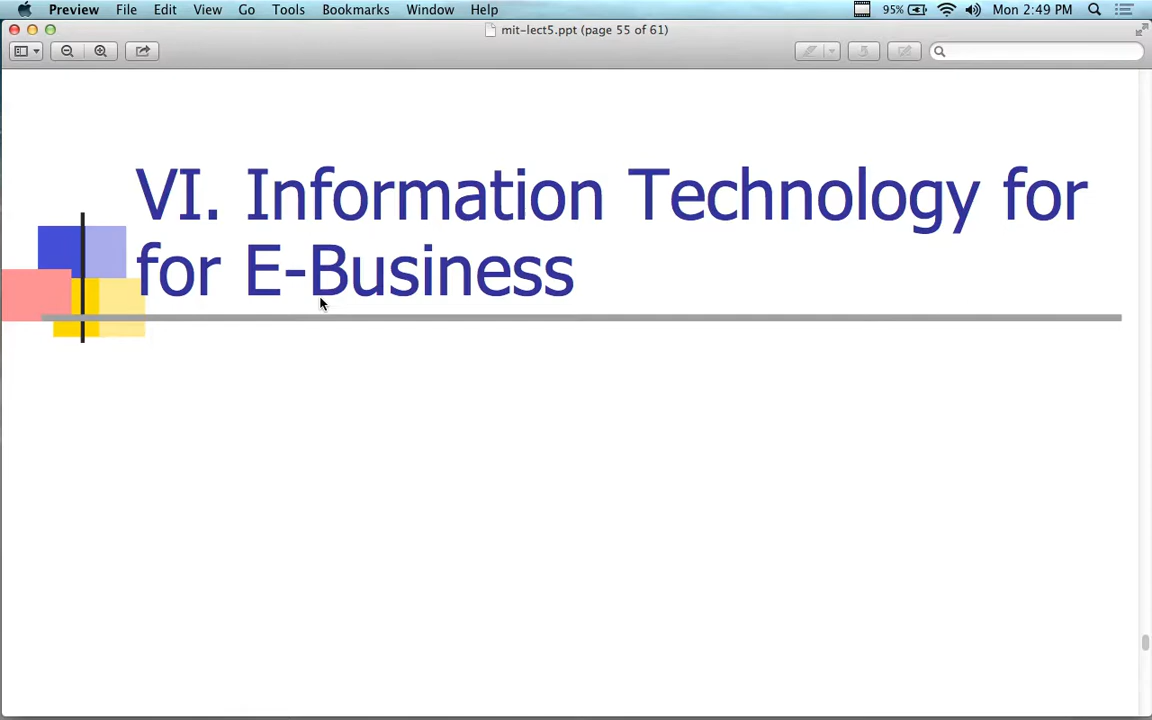 Preview File Edit View Go Tools Bookmarks Window Help 95% Mon 2:49 PM
mit-lect5.ppt (page 55 of 61)
VI. Information Technology for
for E-Business